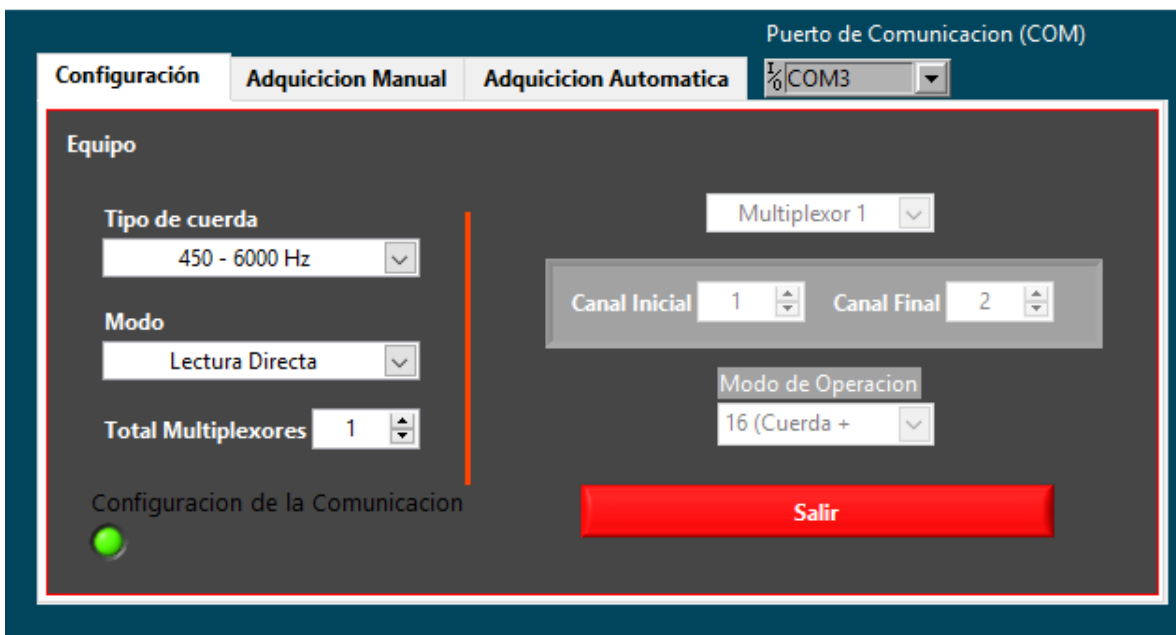 Puerto de Comunicacion (COM)
Configuración
Adquicicion Manual
Adquicicion Automatica
I/0 COM3
Equipo
Tipo de cuerda
450 - 6000 Hz
Modo
Lectura Directa
Total Multiplexores 1
Configuracion de la Comunicacion
Multiplexor 1
Canal Inicial 1 Canal Final 2
Modo de Operacion
16 (Cuerda +
Salir